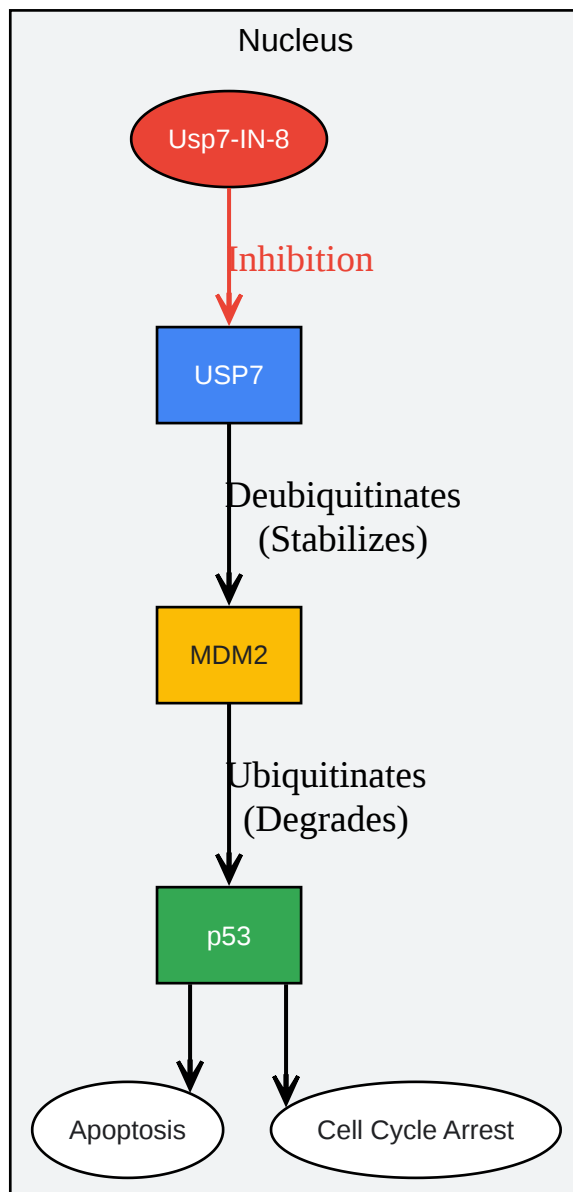 Nucleus
Usp7-IN-8
Inhibition
USP7
Deubiquitinates
(Stabilizes)
MDM2
Ubiquitinates
(Degrades)
p53
Apoptosis
Cell Cycle Arrest